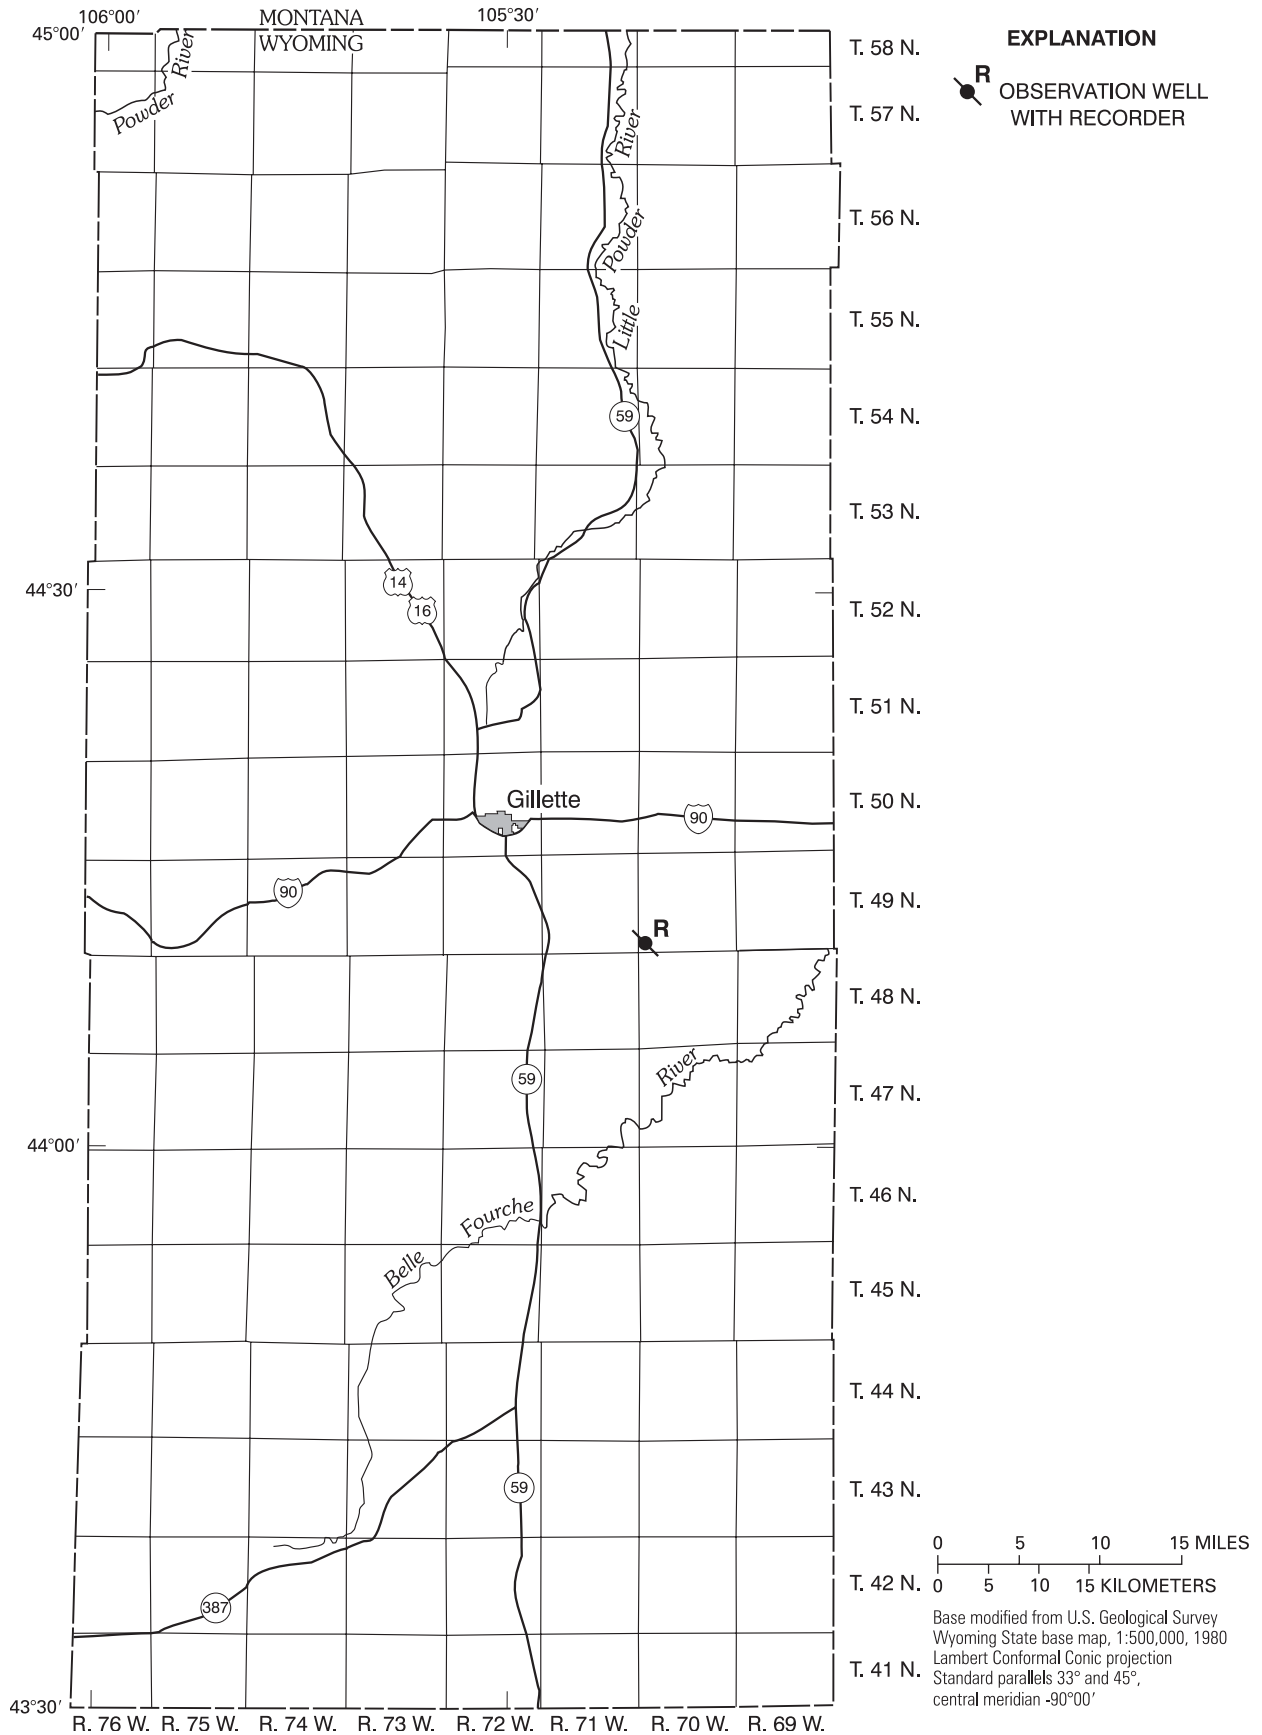 106°00′
MONTANA
105°30′
45°00′
WYOMING
River
Powder
T. 58 N.
T. 57 N.
T. 56 N.
T. 55 N.
T. 54 N.
T. 53 N.
T. 52 N.
T. 51 N.
T. 50 N.
T. 49 N.
T. 48 N.
T. 47 N.
T. 46 N.
T. 45 N.
T. 44 N.
T. 43 N.
T. 42 N.
T. 41 N.
EXPLANATION
R
OBSERVATION WELL
WITH RECORDER
River
Powder
Little
59
14
16
44°30′
Gillette
90
90
R
59
River
44°00′
Fourche
Belle
59
387
43°30′
R. 76 W. R. 75 W. R. 74 W. R. 73 W. R. 72 W. R. 71 W. R. 70 W. R. 69W.
0 5 10 15 MILES
0 5 10 15 KILOMETERS
Base modified from U.S. Geological Survey
Wyoming State base map, 1:500,000, 1980
Lambert Conformal Conic projection
Standard parallels 33° and 45°,
central meridian -90°00′